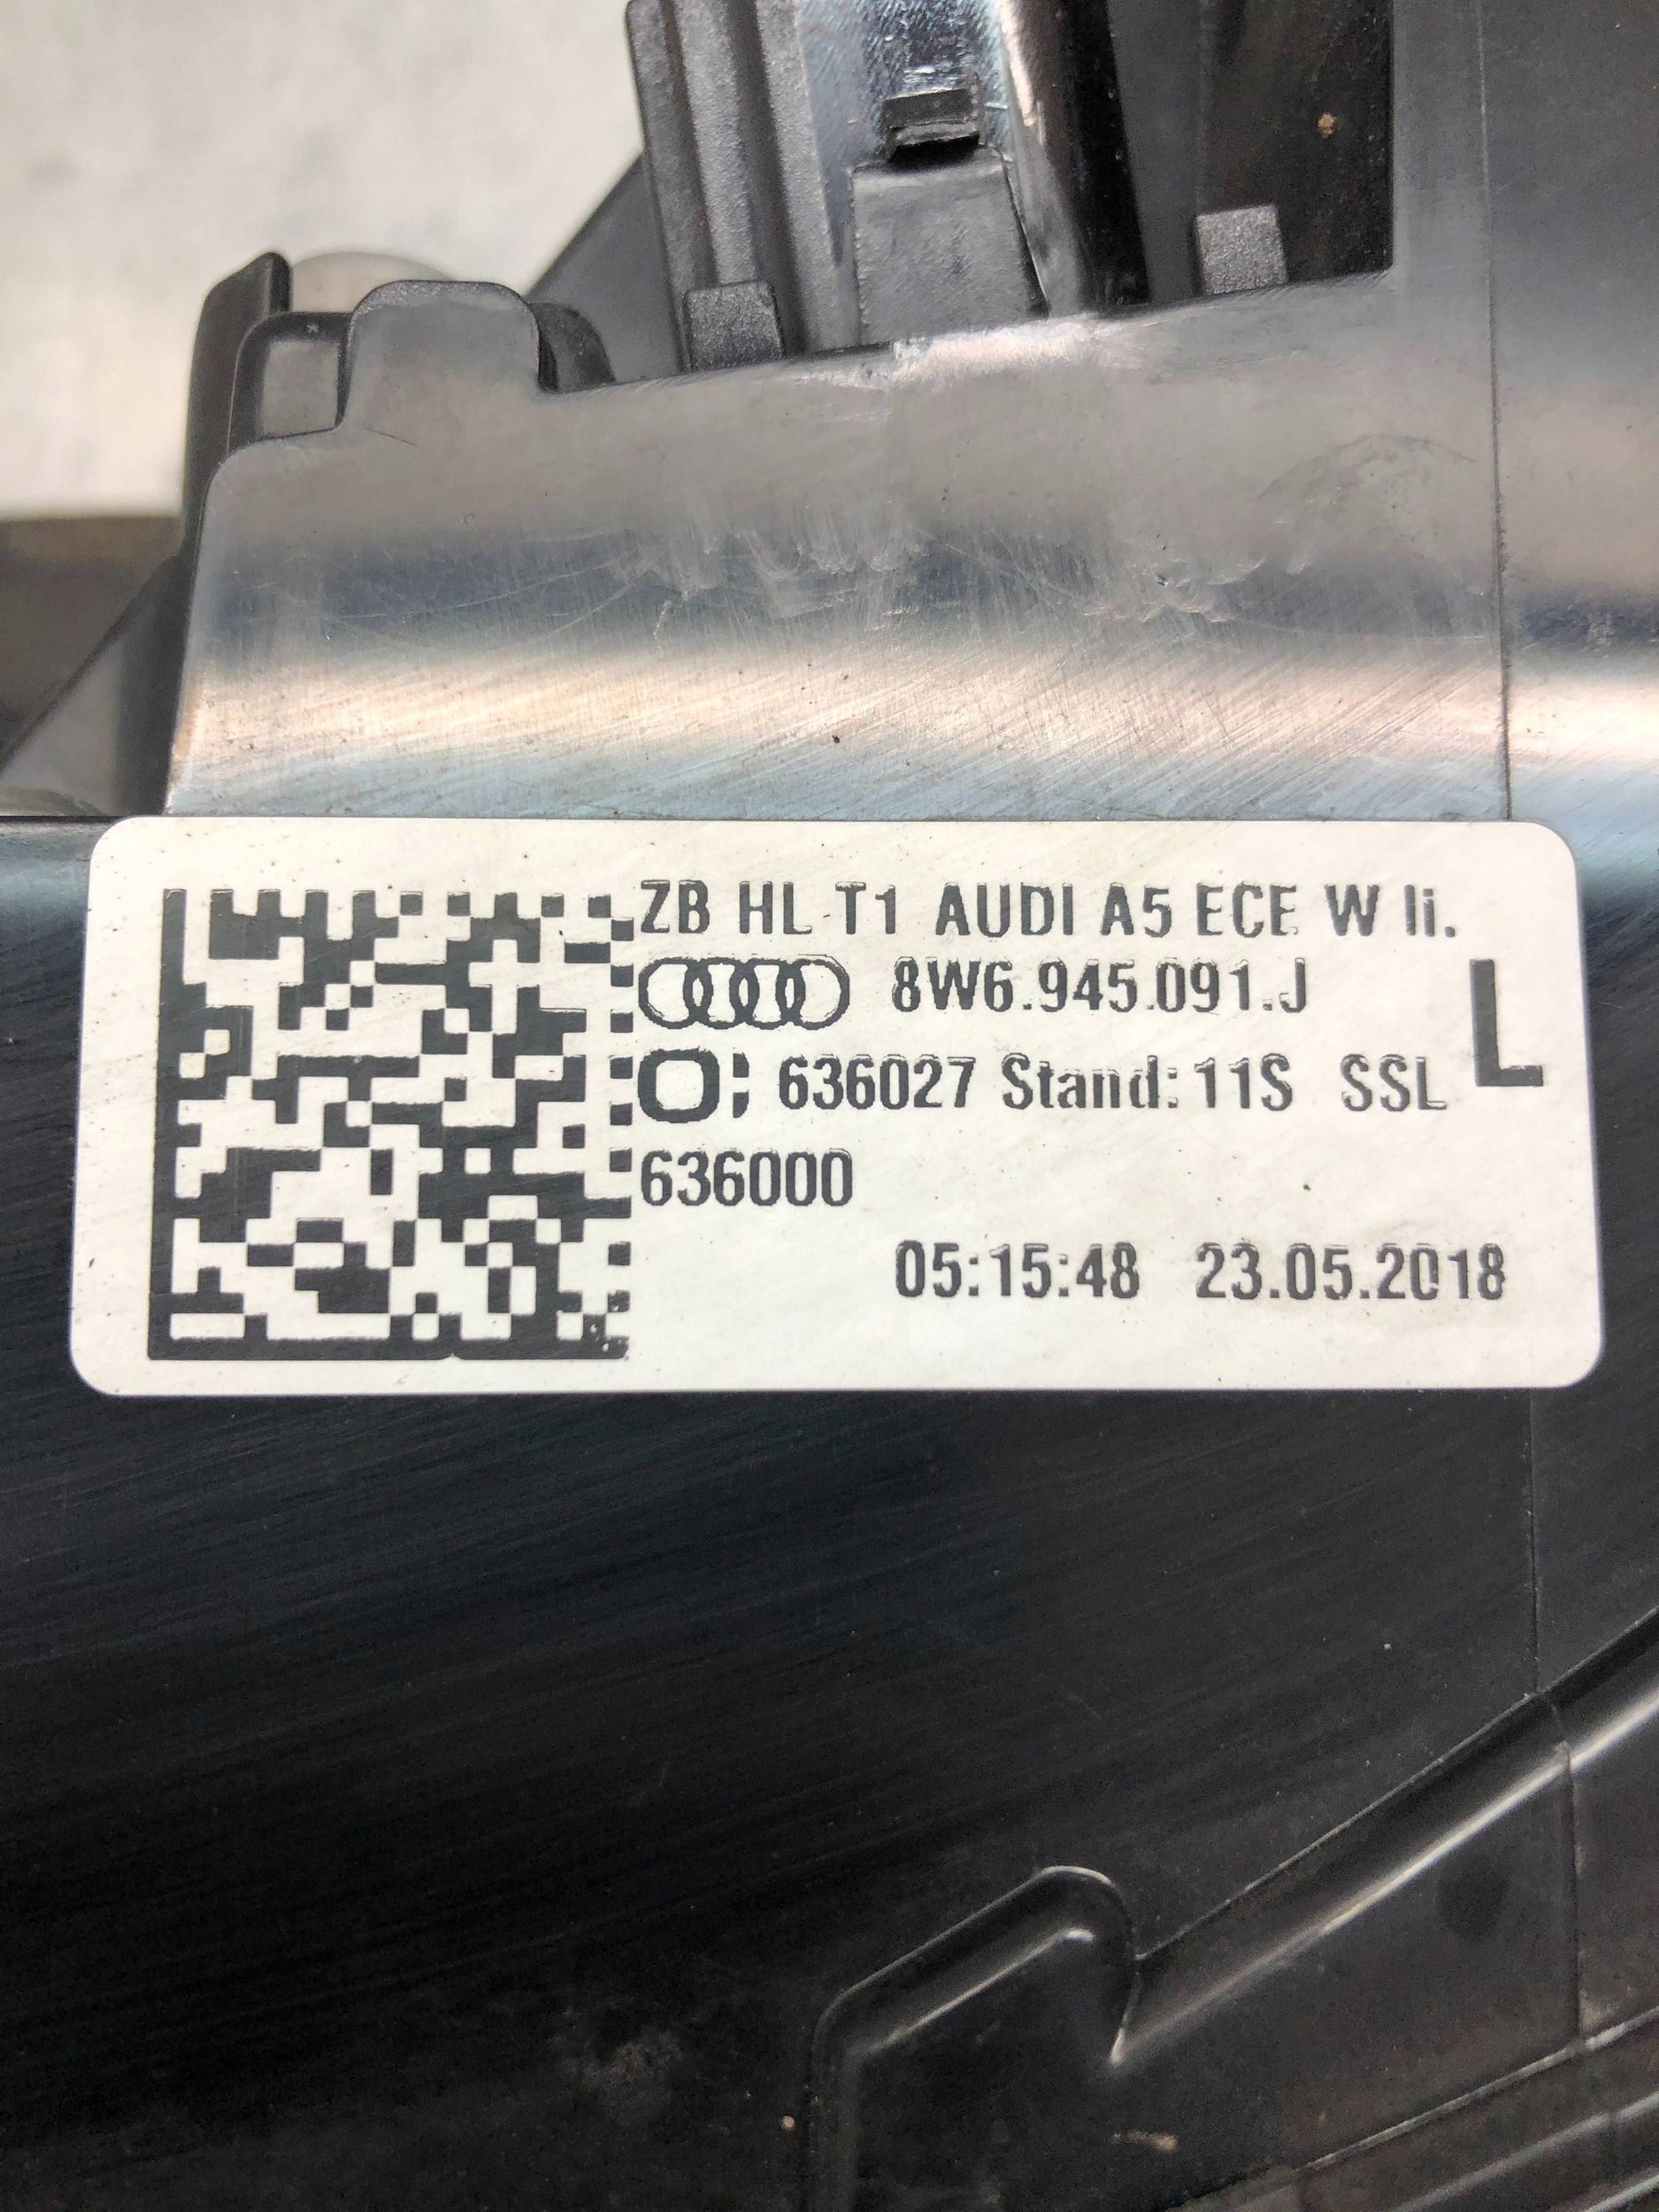 ZB HL T1 AUDI A5 ECE W li.
8W6.945.091.J
L
636027 Stand: 11S SSL
636000
05:15:48 23.05.2018